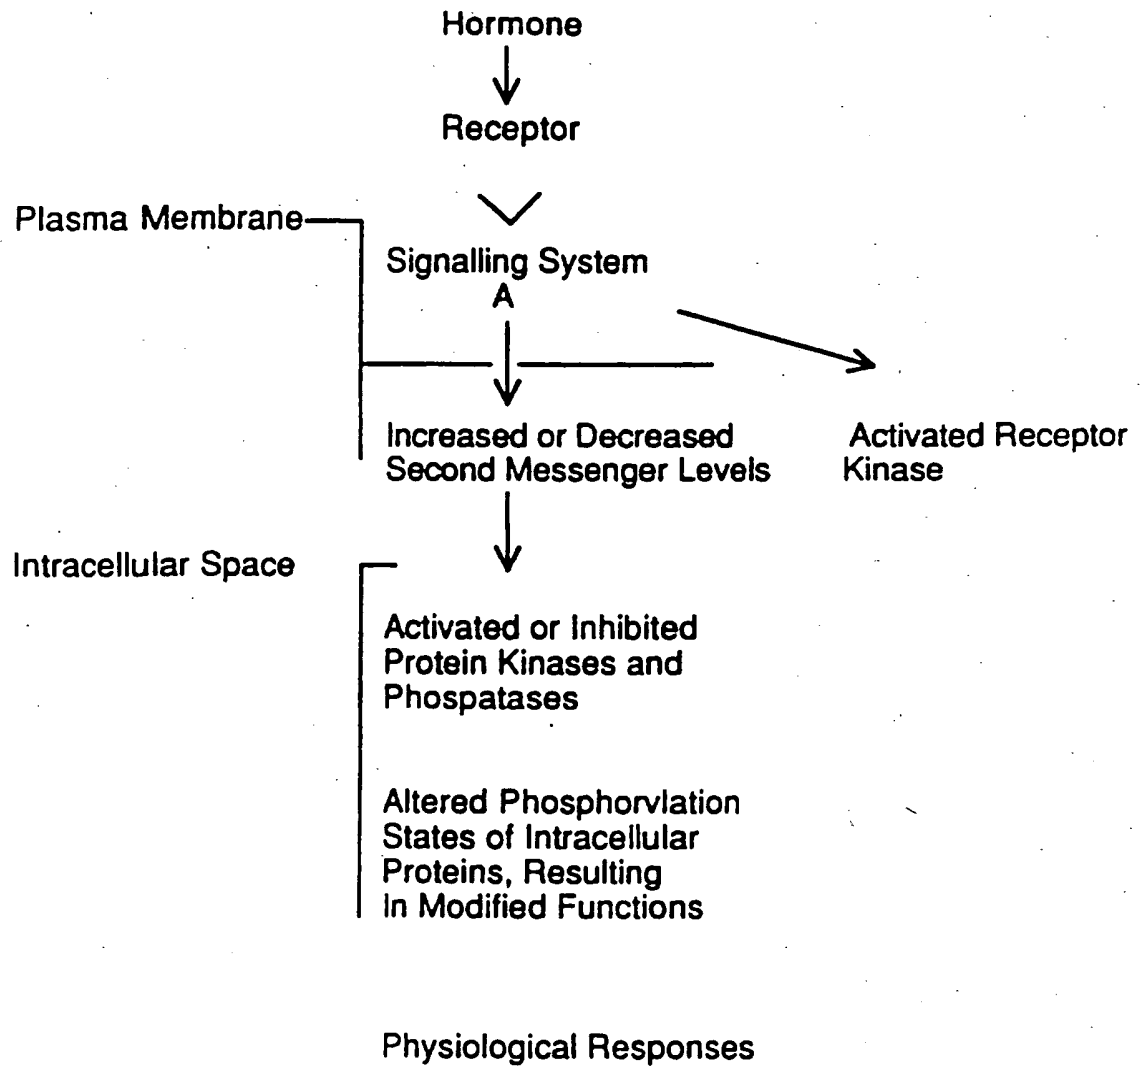 Hormone
Receptor
Plasma Membrane
Signalling System
A
Increased or Decreased
Second Messenger Levels
Activated Receptor
Kinase
Intracellular Space
Activated or Inhibited
Protein Kinases and
Phospatases
Altered Phosphorvlation
States of Intracellular
Proteins, Resulting
In Modified Functions
Physiological Responses